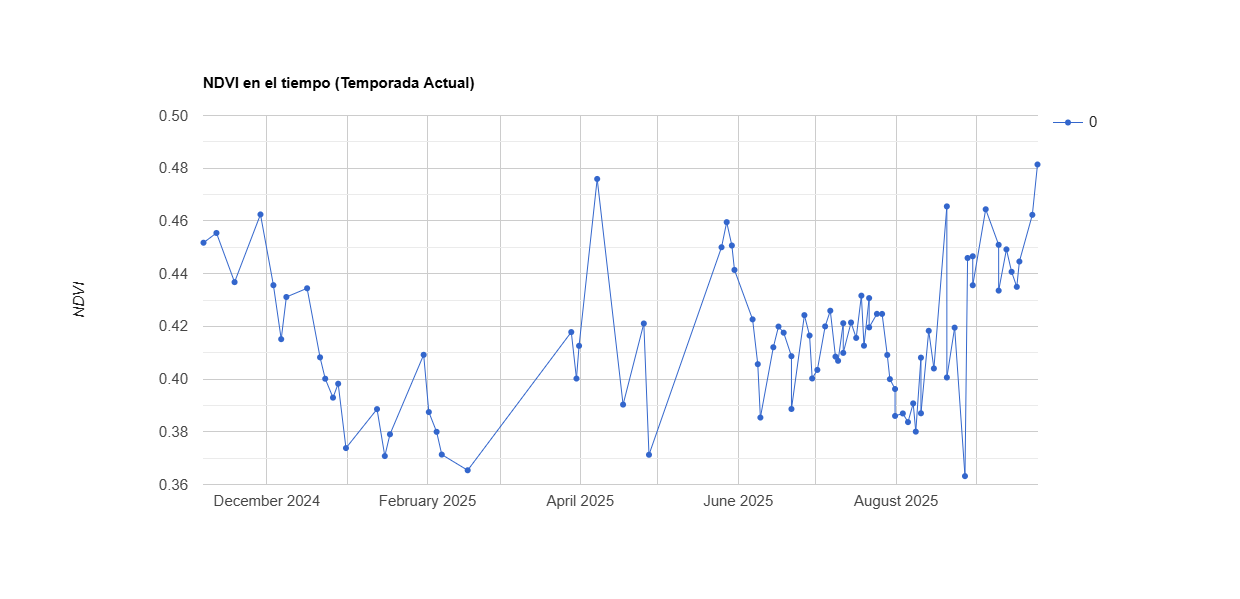 NDVI en el tiempo (Temporada Actual)
0.50
0.48
0.46
0.44
0.42
0.40
0.38
0.36
NDVI
December 2024
February 2025
April 2025
June 2025
August 2025
0